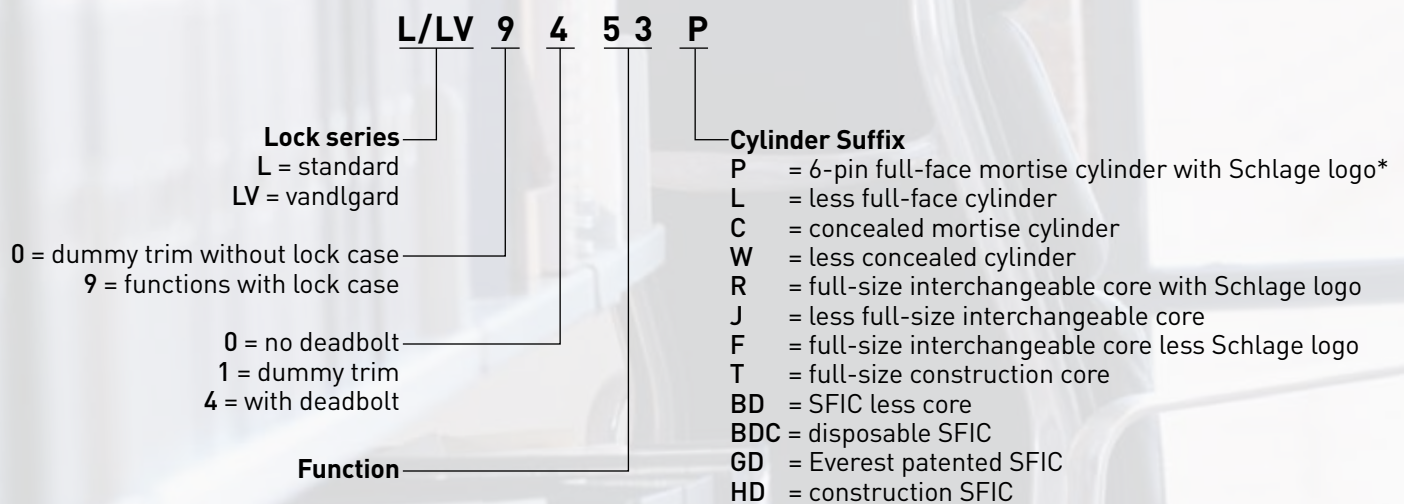 L/LV 9 4 5 3 P
Lock series
L = standard
LV = vandlgard
0 = dummy trim without lock case
9 = functions with lock case
0 = no deadbolt
1 = dummy trim
4 = with deadbolt
Function
Cylinder Suffix
P = 6-pin full-face mortise cylinder with Schlage logo*
L = less full-face cylinder
C = concealed mortise cylinder
W = less concealed cylinder
R = full-size interchangeable core with Schlage logo
J = less full-size interchangeable core
F = full-size interchangeable core less Schlage logo
T = full-size construction core
BD = SFIC less core
BDC = disposable SFIC
GD = Everest patented SFIC
HD = construction SFIC